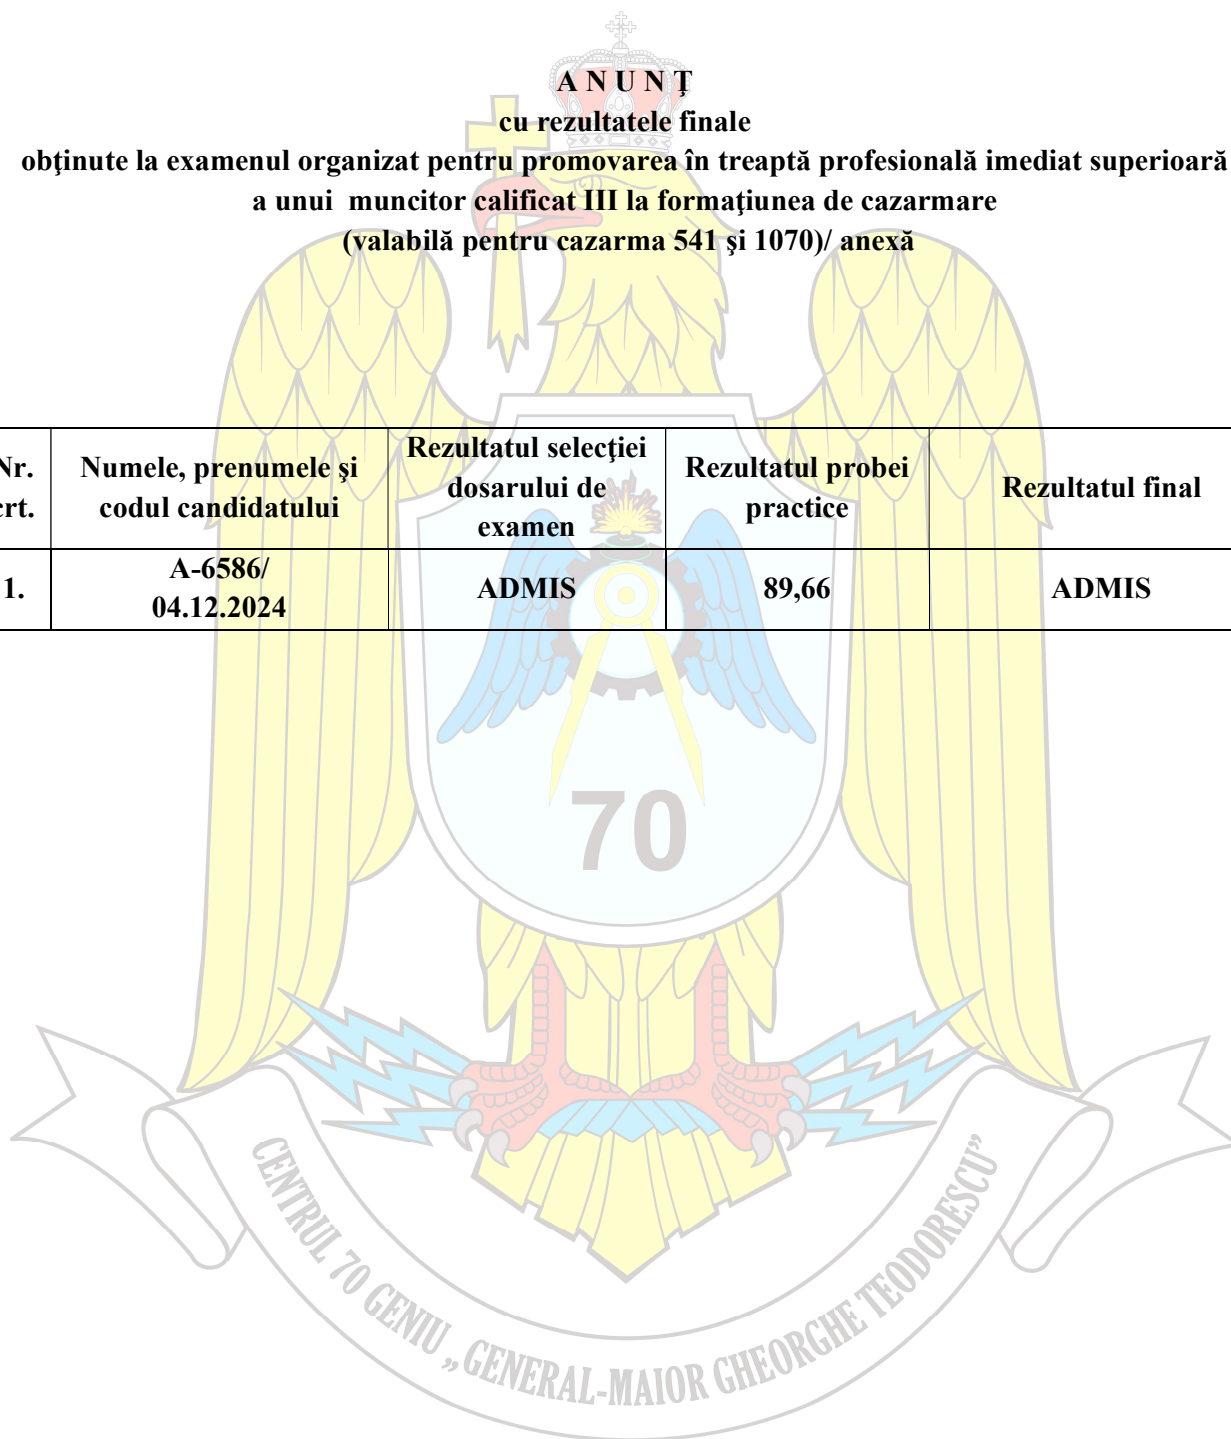 A N U N Ţ
cu rezultatele finale
obţinute la examenul organizat pentru promovarea în treaptă profesională imediat superioară
a unui muncitor calificat III la formaţiunea de cazarmare
(valabilă pentru cazarma 541 şi 1070)/ anexă
Nr.
crt.
Numele, prenumele şi
codul candidatului
Rezultatul selecţiei
dosarului de
examen
Rezultatul probei
practice
Rezultatul final
1.
A-6586/
04.12.2024
ADMIS
89,66
ADMIS
70
CENTRUL 70 GENIU „GENERAL-MAIOR GHEORGHE TEODORESCU”